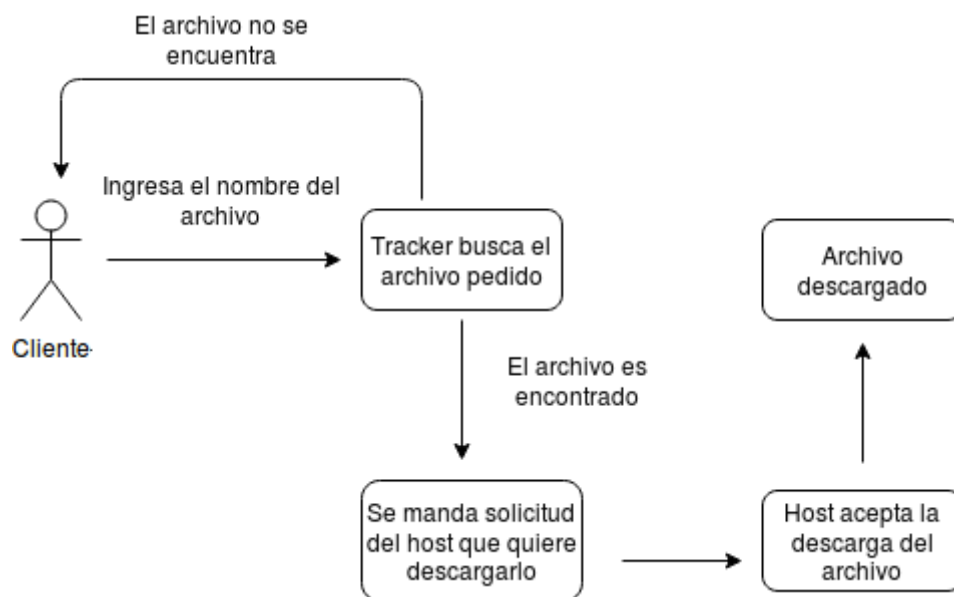 El archivo no se
encuentra
Ingresa el nombre del
archivo
Cliente
Tracker busca el
archivo pedido
El archivo es
encontrado
Se manda solicitud
del host que quiere
descargarlo
Host acepta la
descarga del
archivo
Archivo
descargado